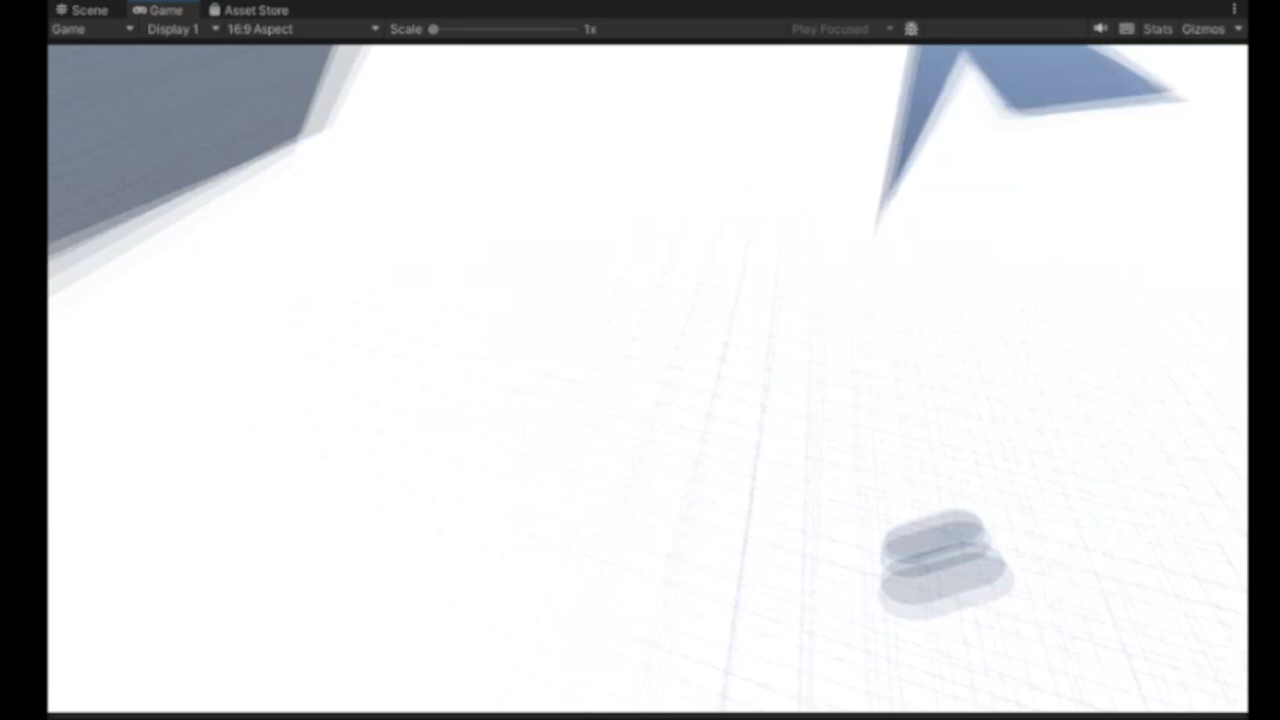 Scene Game Asset Store
Game Display 1 16:9 Aspect Scale 1x Play Focused Stats Gizmos